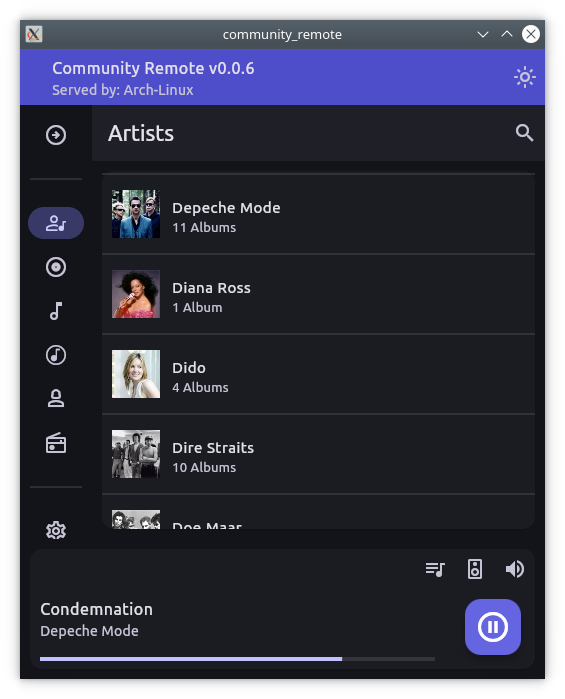 community_remote
Community Remote v0.0.6
Served by: Arch-Linux
Artists
Depeche Mode
11 Albums
Diana Ross
1 Album
Dido
4 Albums
Dire Straits
10 Albums
Doe Maar
Condemnation
Depeche Mode